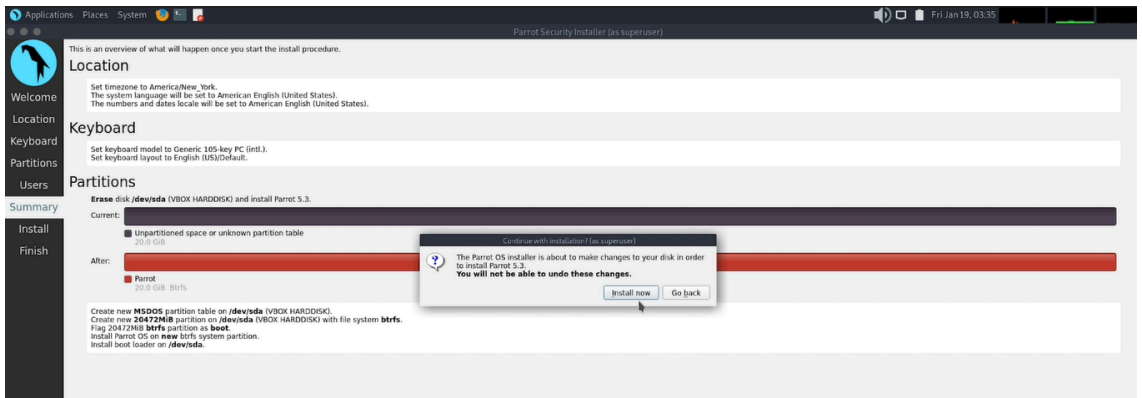 Applications Places System Fri Jan 19, 03:35
Parrot Security Installer (as superuser)
Welcome
Location
Keyboard
Partitions
Users
Summary
Install
Finish
This is an overview of what will happen once you start the install procedure.
Location
Set timezone to America/New_York.
The system language will be set to American English (United States).
The numbers and dates locale will be set to American English (United States).
Keyboard
Set keyboard model to Generic 105-key PC (intl.).
Set keyboard layout to English (US)/Default.
Partitions
Erase disk /dev/sda (VBOX HARDDISK) and install Parrot 5.3.
Current:
Unpartitioned space or unknown partition table
20.0 GiB
After:
Parrot
20.0 GiB Btrfs
Create new MSDOS partition table on /dev/sda (VBOX HARDDISK).
Create new 20472MiB partition on /dev/sda (VBOX HARDDISK) with file system btrfs.
Flag 20472MiB btrfs partition as boot.
Install Parrot OS on new btrfs system partition.
Install boot loader on /dev/sda.
Continue with installation? (as superuser)
The Parrot OS installer is about to make changes to your disk in order
to install Parrot 5.3.
You will not be able to undo these changes.
Install now Go back